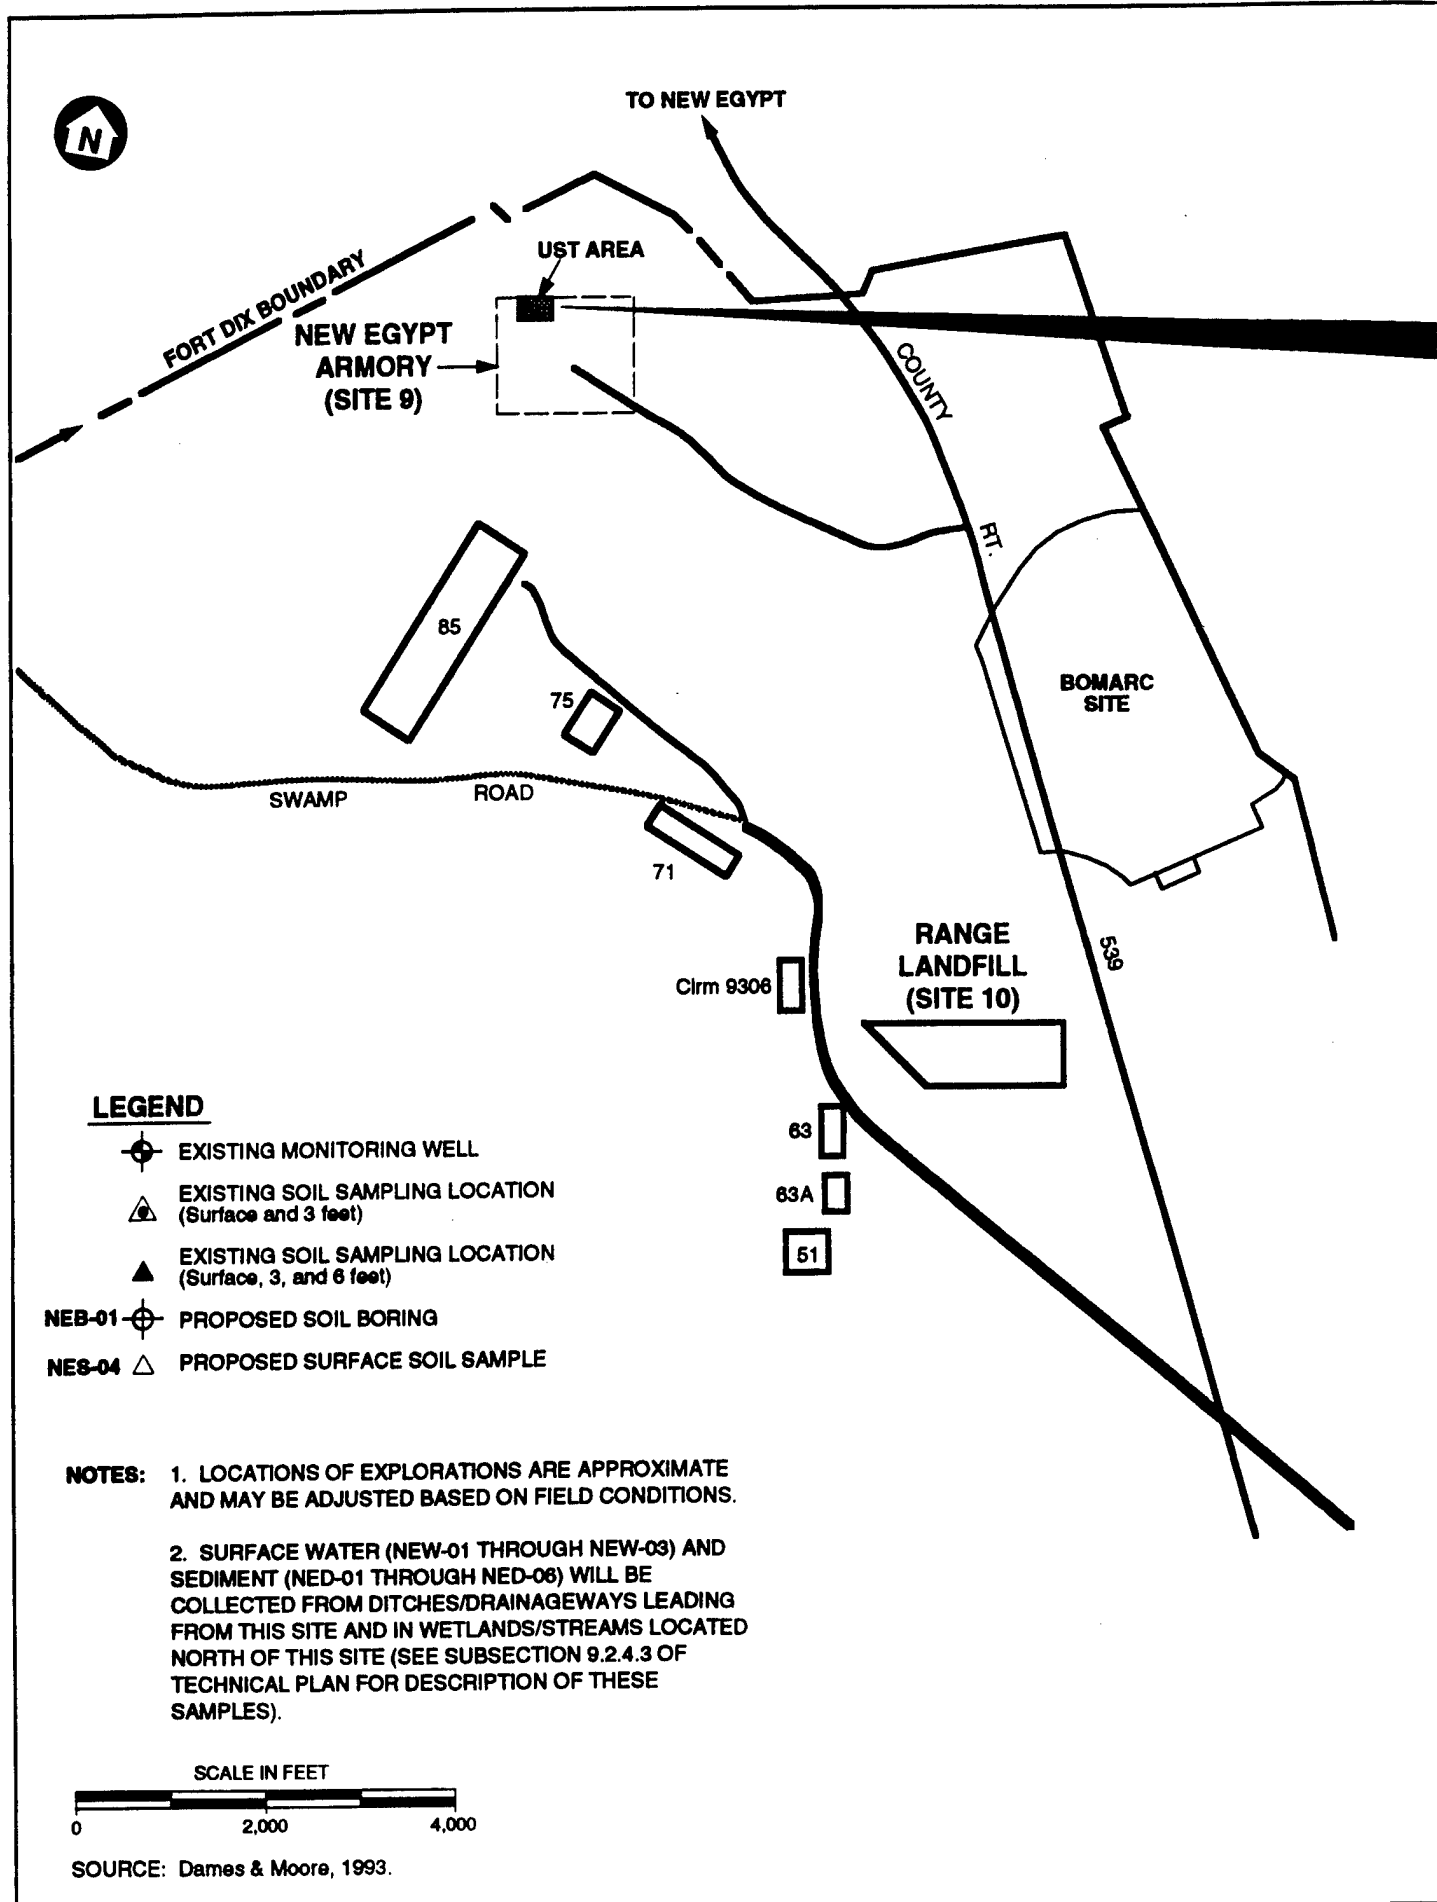 TO NEW EGYPT
N
UST AREA
FORT DIX BOUNDARY
NEW EGYPT
ARMORY
(SITE 9)
COUNTY
RT.
85
75
BOMARC
SITE
SWAMP ROAD
71
RANGE
LANDFILL
(SITE 10)
539
Clrm 9306
63
63A
51
LEGEND
EXISTING MONITORING WELL
EXISTING SOIL SAMPLING LOCATION
(Surface and 3 feet)
EXISTING SOIL SAMPLING LOCATION
(Surface, 3, and 6 feet)
NEB-01 PROPOSED SOIL BORING
NES-04 PROPOSED SURFACE SOIL SAMPLE
NOTES: 1. LOCATIONS OF EXPLORATIONS ARE APPROXIMATE
AND MAY BE ADJUSTED BASED ON FIELD CONDITIONS.
2. SURFACE WATER (NEW-01 THROUGH NEW-03) AND
SEDIMENT (NED-01 THROUGH NED-06) WILL BE
COLLECTED FROM DITCHES/DRAINAGEWAYS LEADING
FROM THIS SITE AND IN WETLANDS/STREAMS LOCATED
NORTH OF THIS SITE (SEE SUBSECTION 9.2.4.3 OF
TECHNICAL PLAN FOR DESCRIPTION OF THESE
SAMPLES).
SCALE IN FEET
0 2,000 4,000
SOURCE: Dames & Moore, 1993.